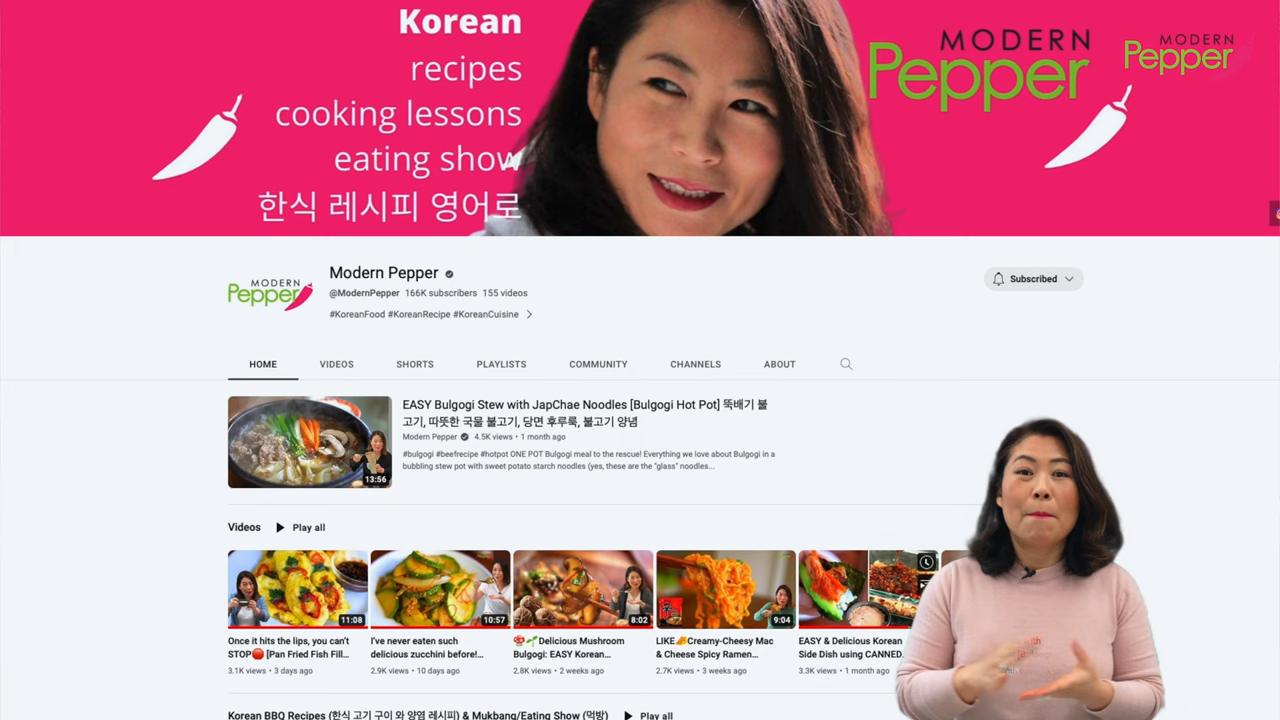 Korean
recipes
cooking lessons
eating show
한식 레시피 영어로
MODERN
Pepper
MODERN
Pepper
MODERN
Pepper
Modern Pepper
@ModernPepper 166K subscribers 155 videos
#KoreanFood #KoreanRecipe #KoreanCuisine
Subscribed
HOME VIDEOS SHORTS PLAYLISTS COMMUNITY CHANNELS ABOUT
EASY Bulgogi Stew with JapChae Noodles [Bulgogi Hot Pot] 뚝배기 불
고기, 따뜻한 국물 불고기, 당면 후루룩, 불고기 양념
Modern Pepper 4.5K views • 1 month ago
#bulgogi #beefrecipe #hotpot ONE POT Bulgogi meal to the rescue! Everything we love about Bulgogi in a
bubbling stew pot with sweet potato starch noodles (yes, these are the "glass" noodles...
13:56
Videos Play all
11:08
10:57
8:02
9:04
Once it hits the lips, you can't
STOP🛑 [Pan Fried Fish Fill...
3.1K views • 3 days ago
I've never eaten such
delicious zucchini before!...
2.9K views • 10 days ago
🍄🌱Delicious Mushroom
Bulgogi: EASY Korean...
2.8K views • 2 weeks ago
LIKE🧀Creamy-Cheesy Mac
& Cheese Spicy Ramen...
2.7K views • 3 weeks ago
EASY & Delicious Korean
Side Dish using CANNED
3.3K views • 1 month ago
Korean BBQ Recipes (한식 고기 구이 와 양염 레시피) & Mukbang/Eating Show (먹방) Play all